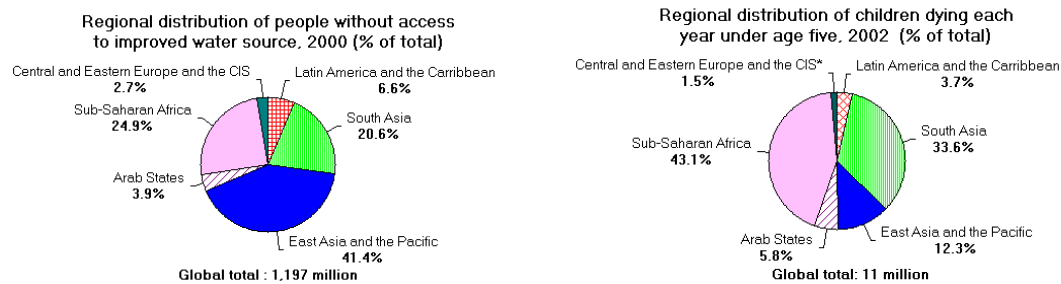 Regional distribution of people without access
to improved water source, 2000 (% of total)
Central and Eastern Europe and the CIS
2.7%
Latin America and the Carribbean
6.6%
Sub-Saharan Africa
24.9%
South Asia
20.6%
Arab States
3.9%
East Asia and the Pacific
41.4%
Global total : 1,197 million
Regional distribution of children dying each
year under age five, 2002 (% of total)
Central and Eastern Europe and the CIS*
1.5%
Latin America and the Carribbean
3.7%
South Asia
33.6%
Sub-Saharan Africa
43.1%
Arab States
5.8%
East Asia and the Pacific
12.3%
Global total: 11 million